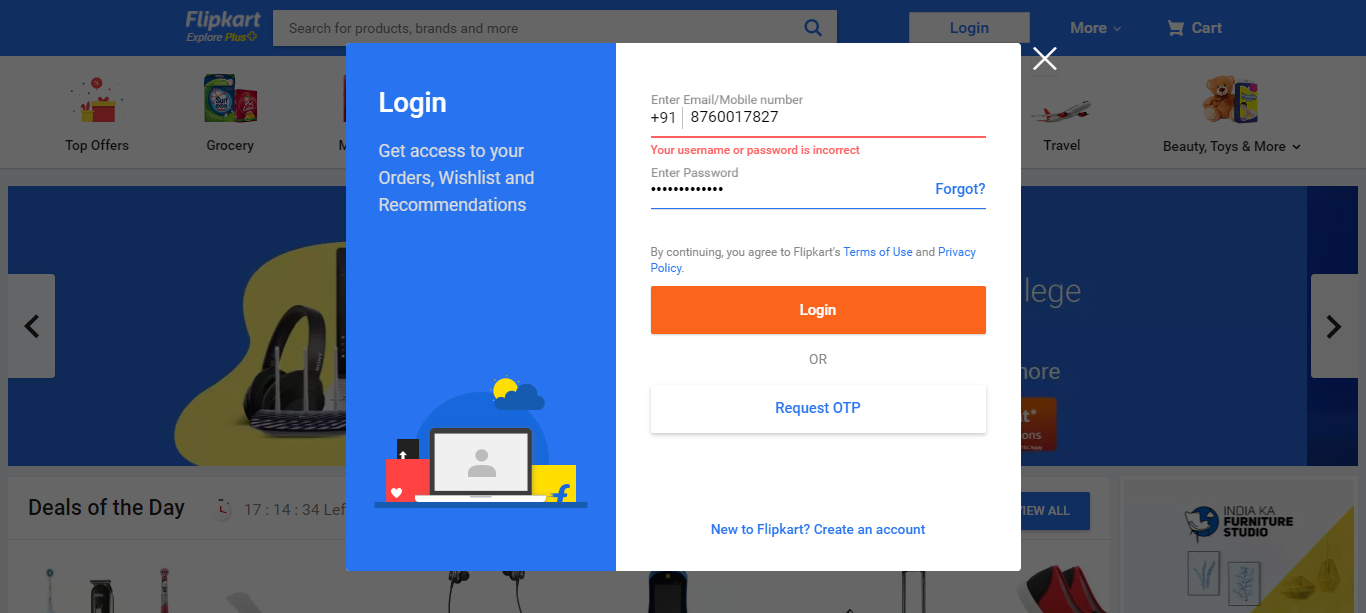 Flipkart
Explore Plus
Search for products, brands and more
Login
More
Cart
Top Offers
Grocery
M
Travel
Beauty, Toys & More
Login
Get access to your
Orders, Wishlist and
Recommendations
Enter Email/Mobile number
+91 8760017827
Your username or password is incorrect
Enter Password
Forgot?
By continuing, you agree to Flipkart's Terms of Use and Privacy
Policy.
Login
OR
Request OTP
New to Flipkart? Create an account
SONY
lege
nore
t*
ons
Deals of the Day
17 : 14 : 34 Lef
IEW ALL
INDIA KA
FURNITURE
STUDIO